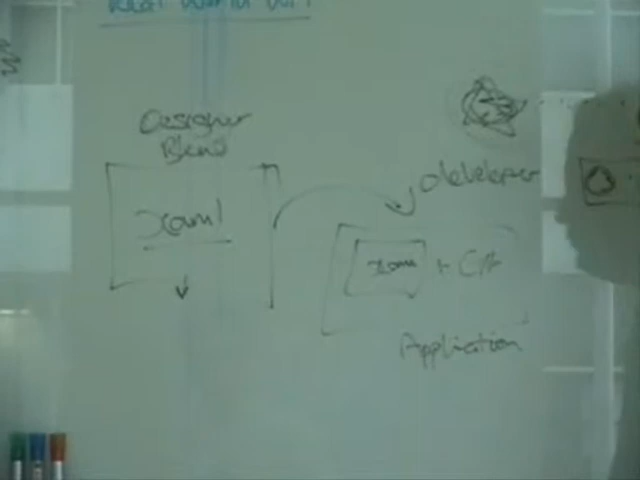 Designer
Blend
xaml
developer
xaml + C#
Application